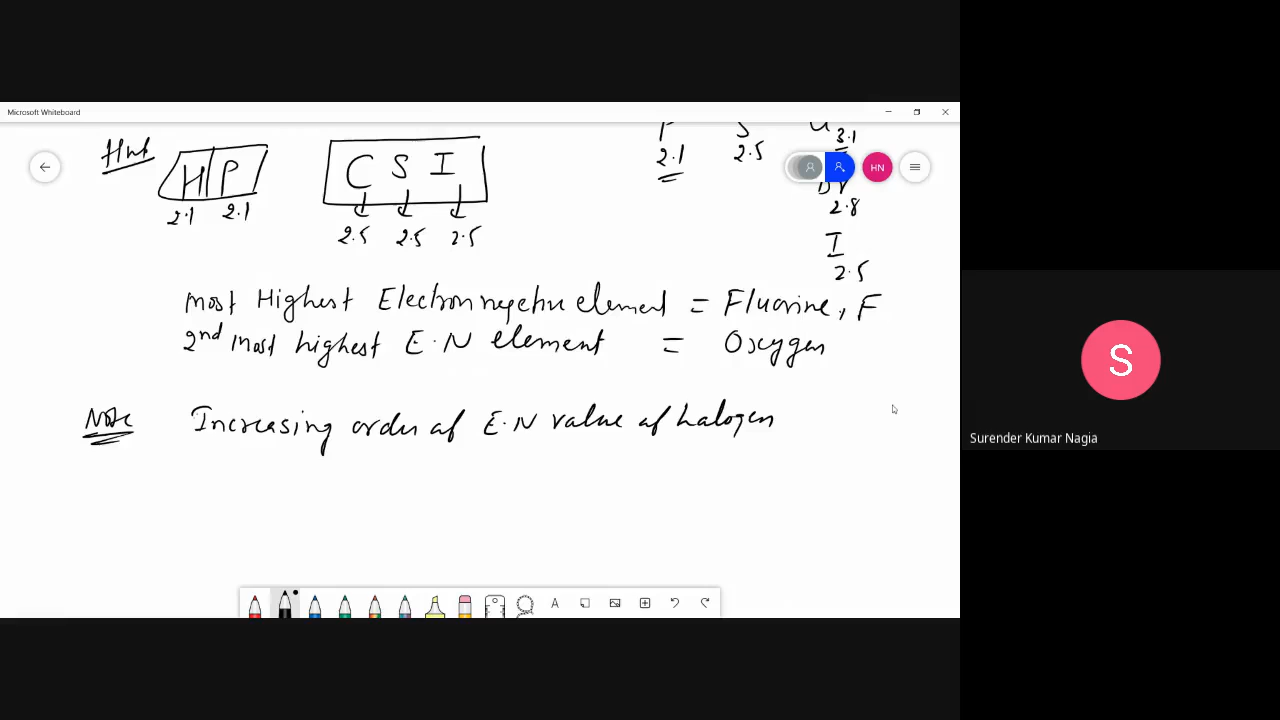 Microsoft Whiteboard
Hint
H P
2.1 2.1
C S I
2.5 2.5 2.5
2.1
S
2.5
3.1
Br
2.8
I
2.5
HN
most Highest Electronnegative element = Fluorine, F
2nd most highest E.N element = Oxygen
Note Increasing order of E.N value of halogen
A
S
Surender Kumar Nagia